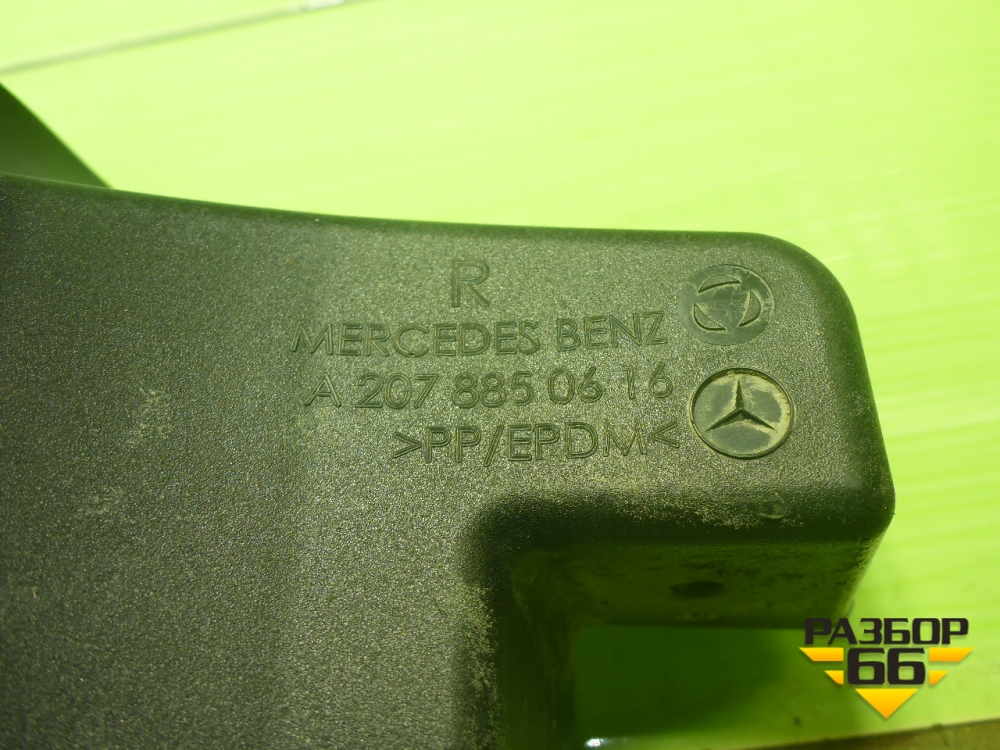 R
MERCEDES BENZ
A 207 885 06 16
>PP/EPDM<
РАЗБОР
66